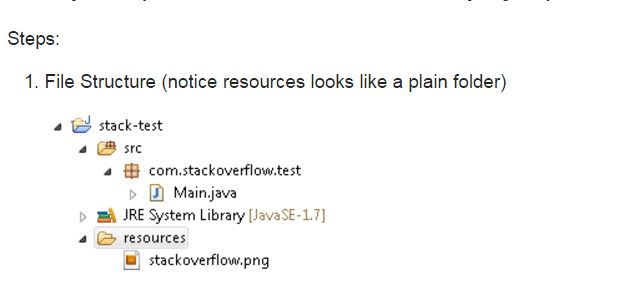 Steps:
1. File Structure (notice resources looks like a plain folder)
stack-test
src
com.stackoverflow.test
Main.java
JRE System Library [JavaSE-1.7]
resources
stackoverflow.png